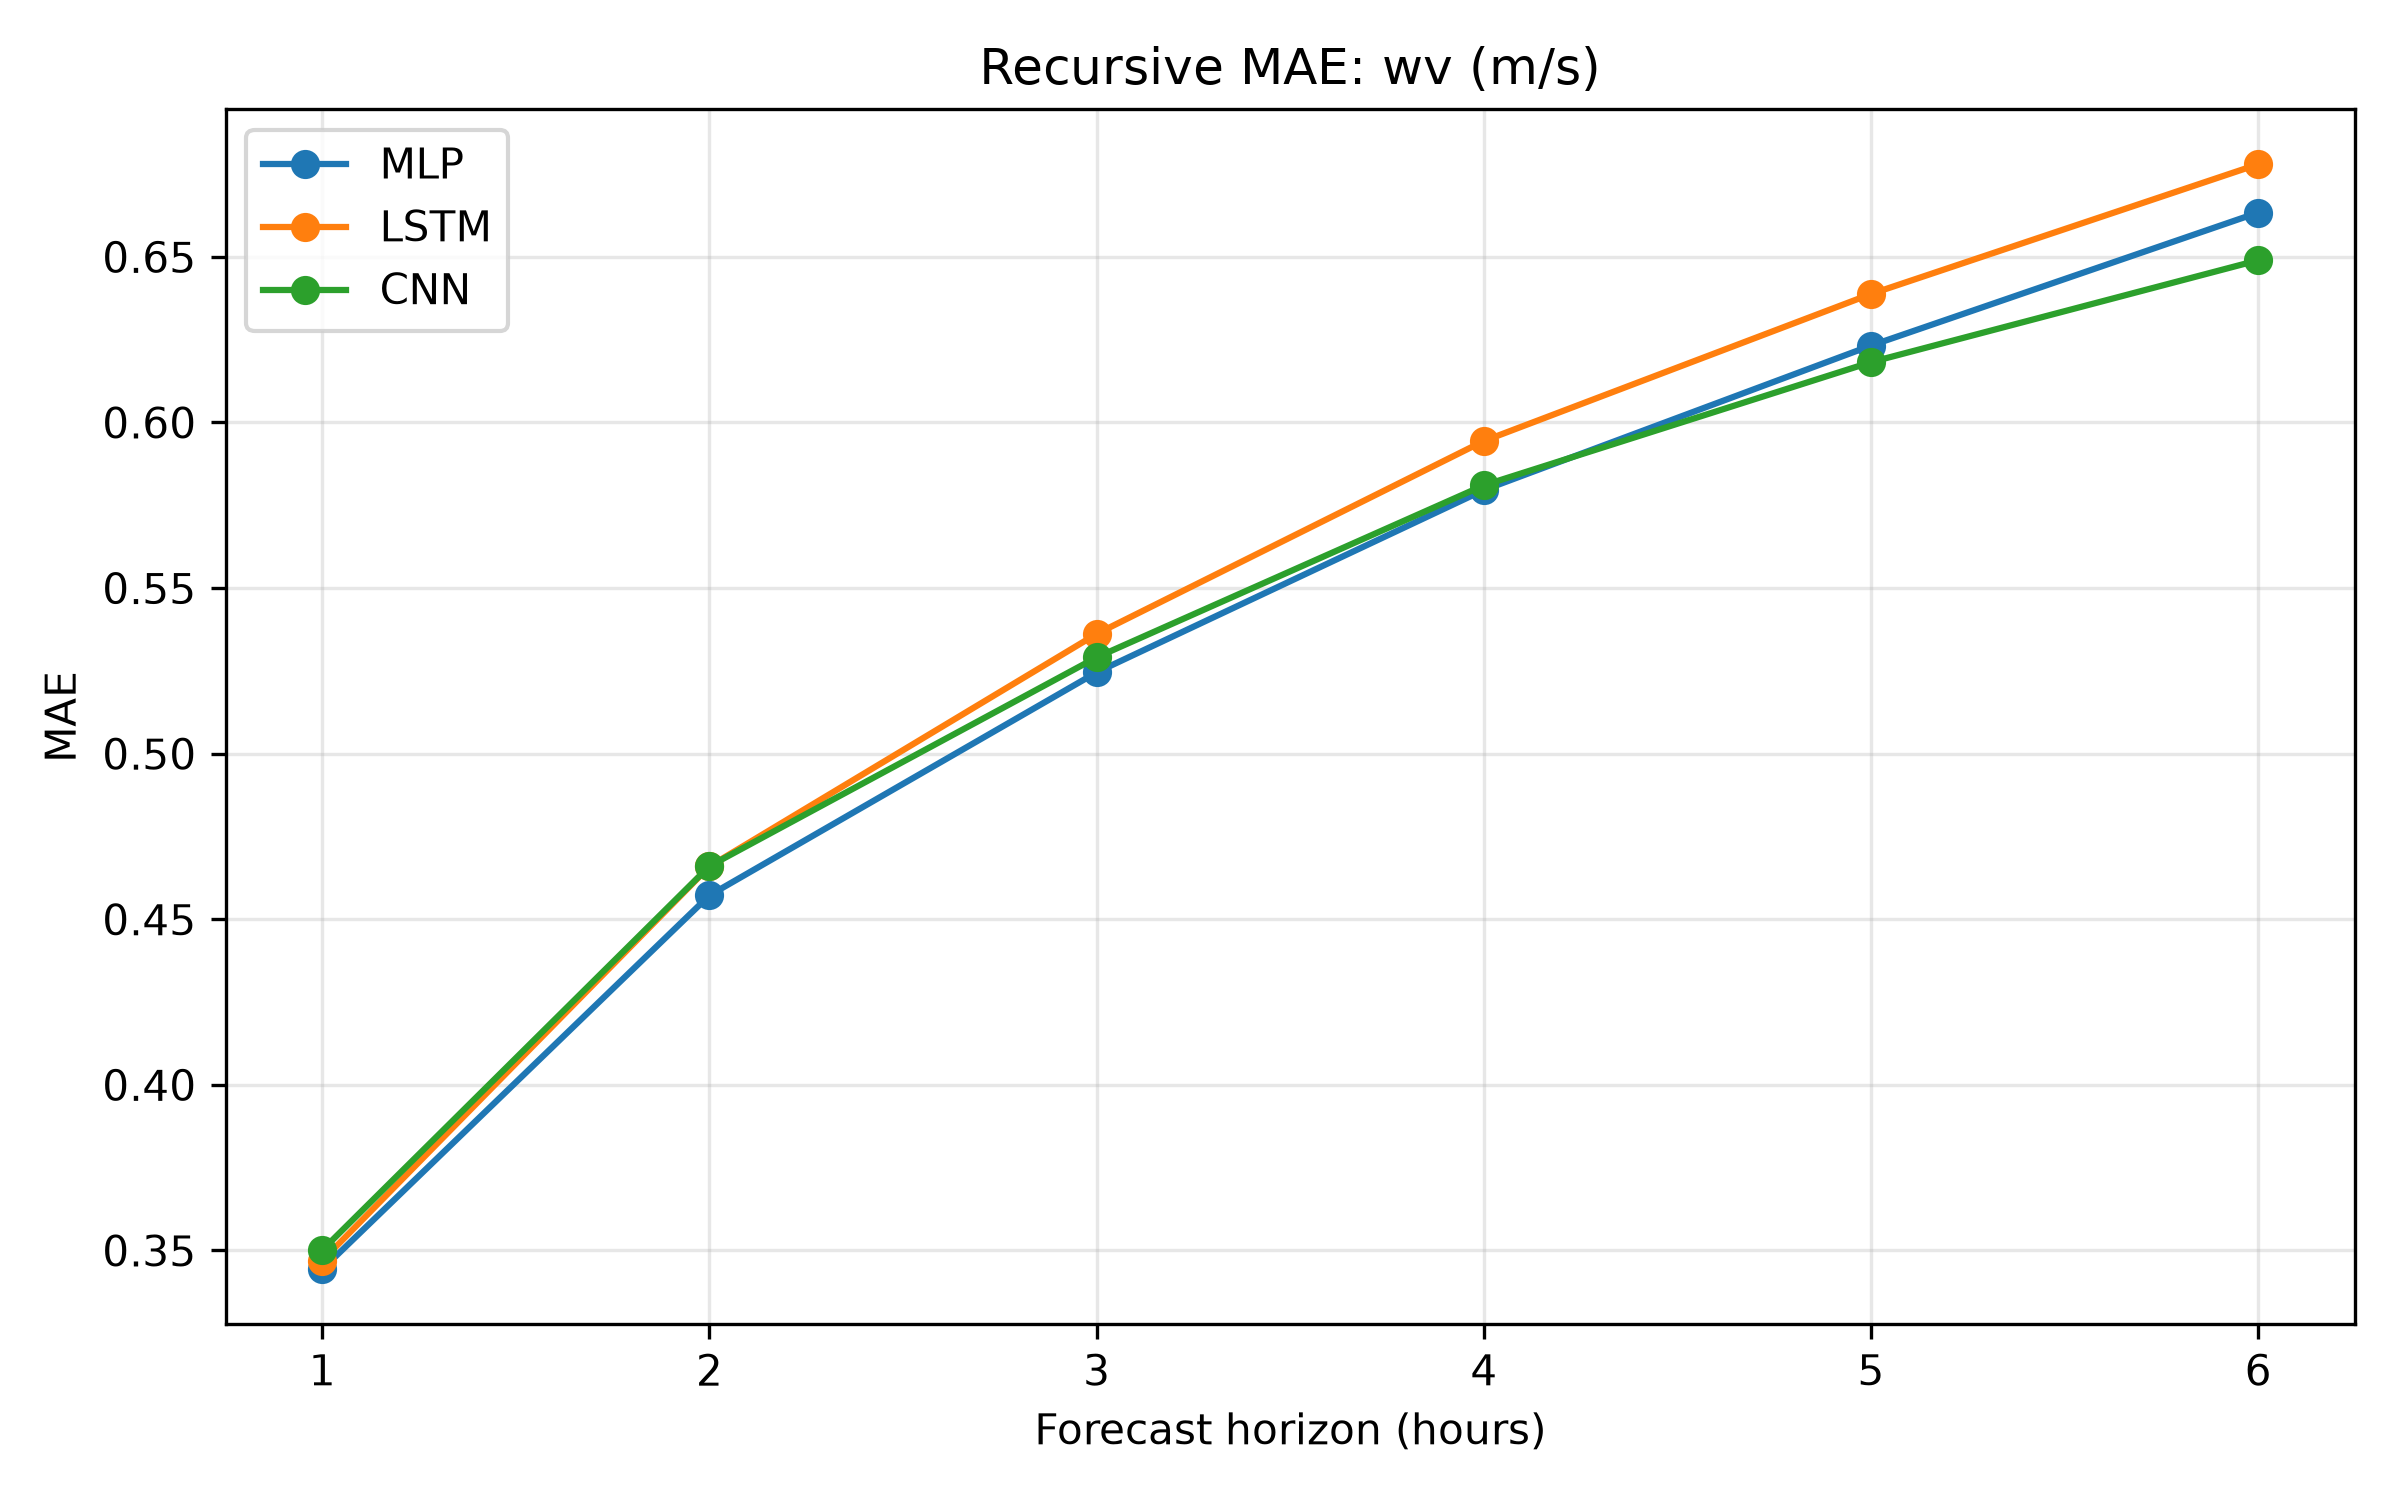 Recursive MAE: wv (m/s)
MLP
LSTM
CNN
0.65
0.60
0.55
0.50
0.45
0.40
0.35
MAE
1 2 3 4 5 6
Forecast horizon (hours)